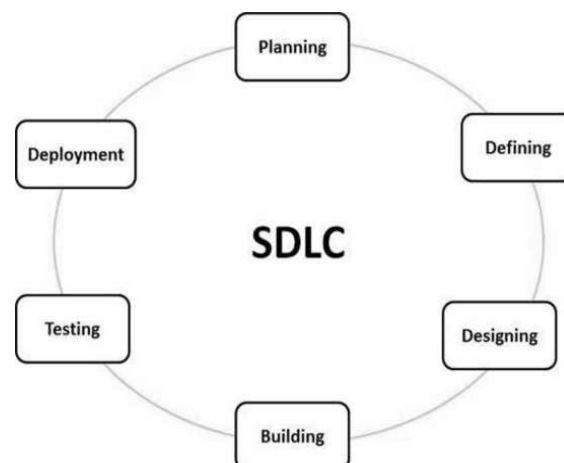 Planning
Defining
Designing
Building
Testing
Deployment
SDLC